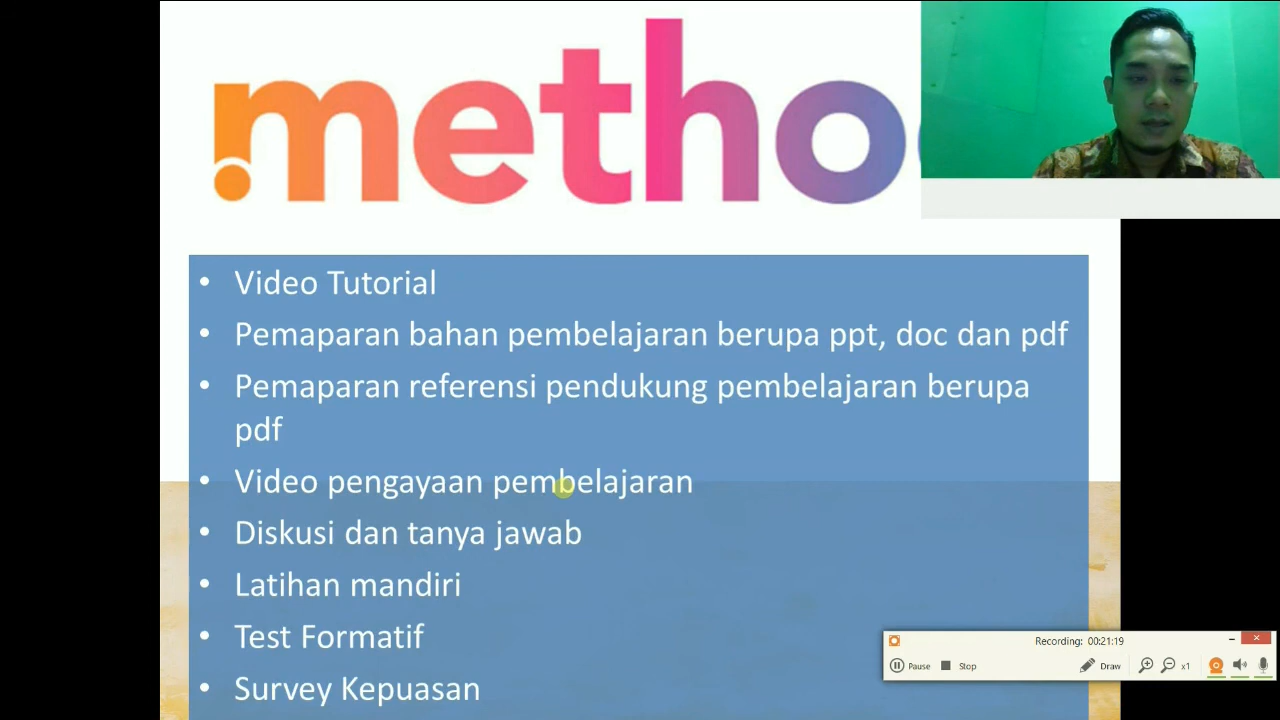 metho
• Video Tutorial
• Pemaparan bahan pembelajaran berupa ppt, doc dan pdf
• Pemaparan referensi pendukung pembelajaran berupa
pdf
• Video pengayaan pembelajaran
• Diskusi dan tanya jawab
• Latihan mandiri
• Test Formatif
• Survey Kepuasan
Recording: 00:21:19
Pause Stop Draw x1